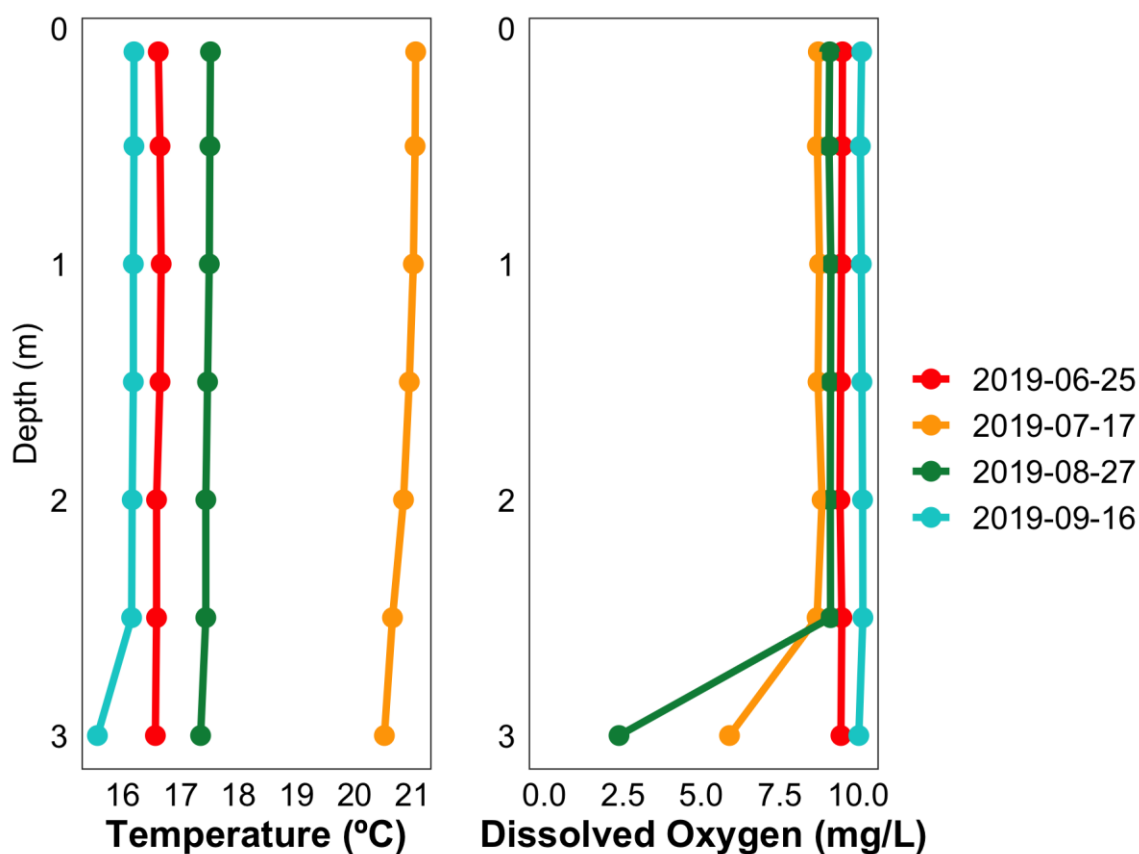 0
1
2
3
Depth (m)
16 17 18 19 20 21
Temperature (ºC)
0
1
2
3
0.0 2.5 5.0 7.5 10.0
Dissolved Oxygen (mg/L)
2019-06-25
2019-07-17
2019-08-27
2019-09-16